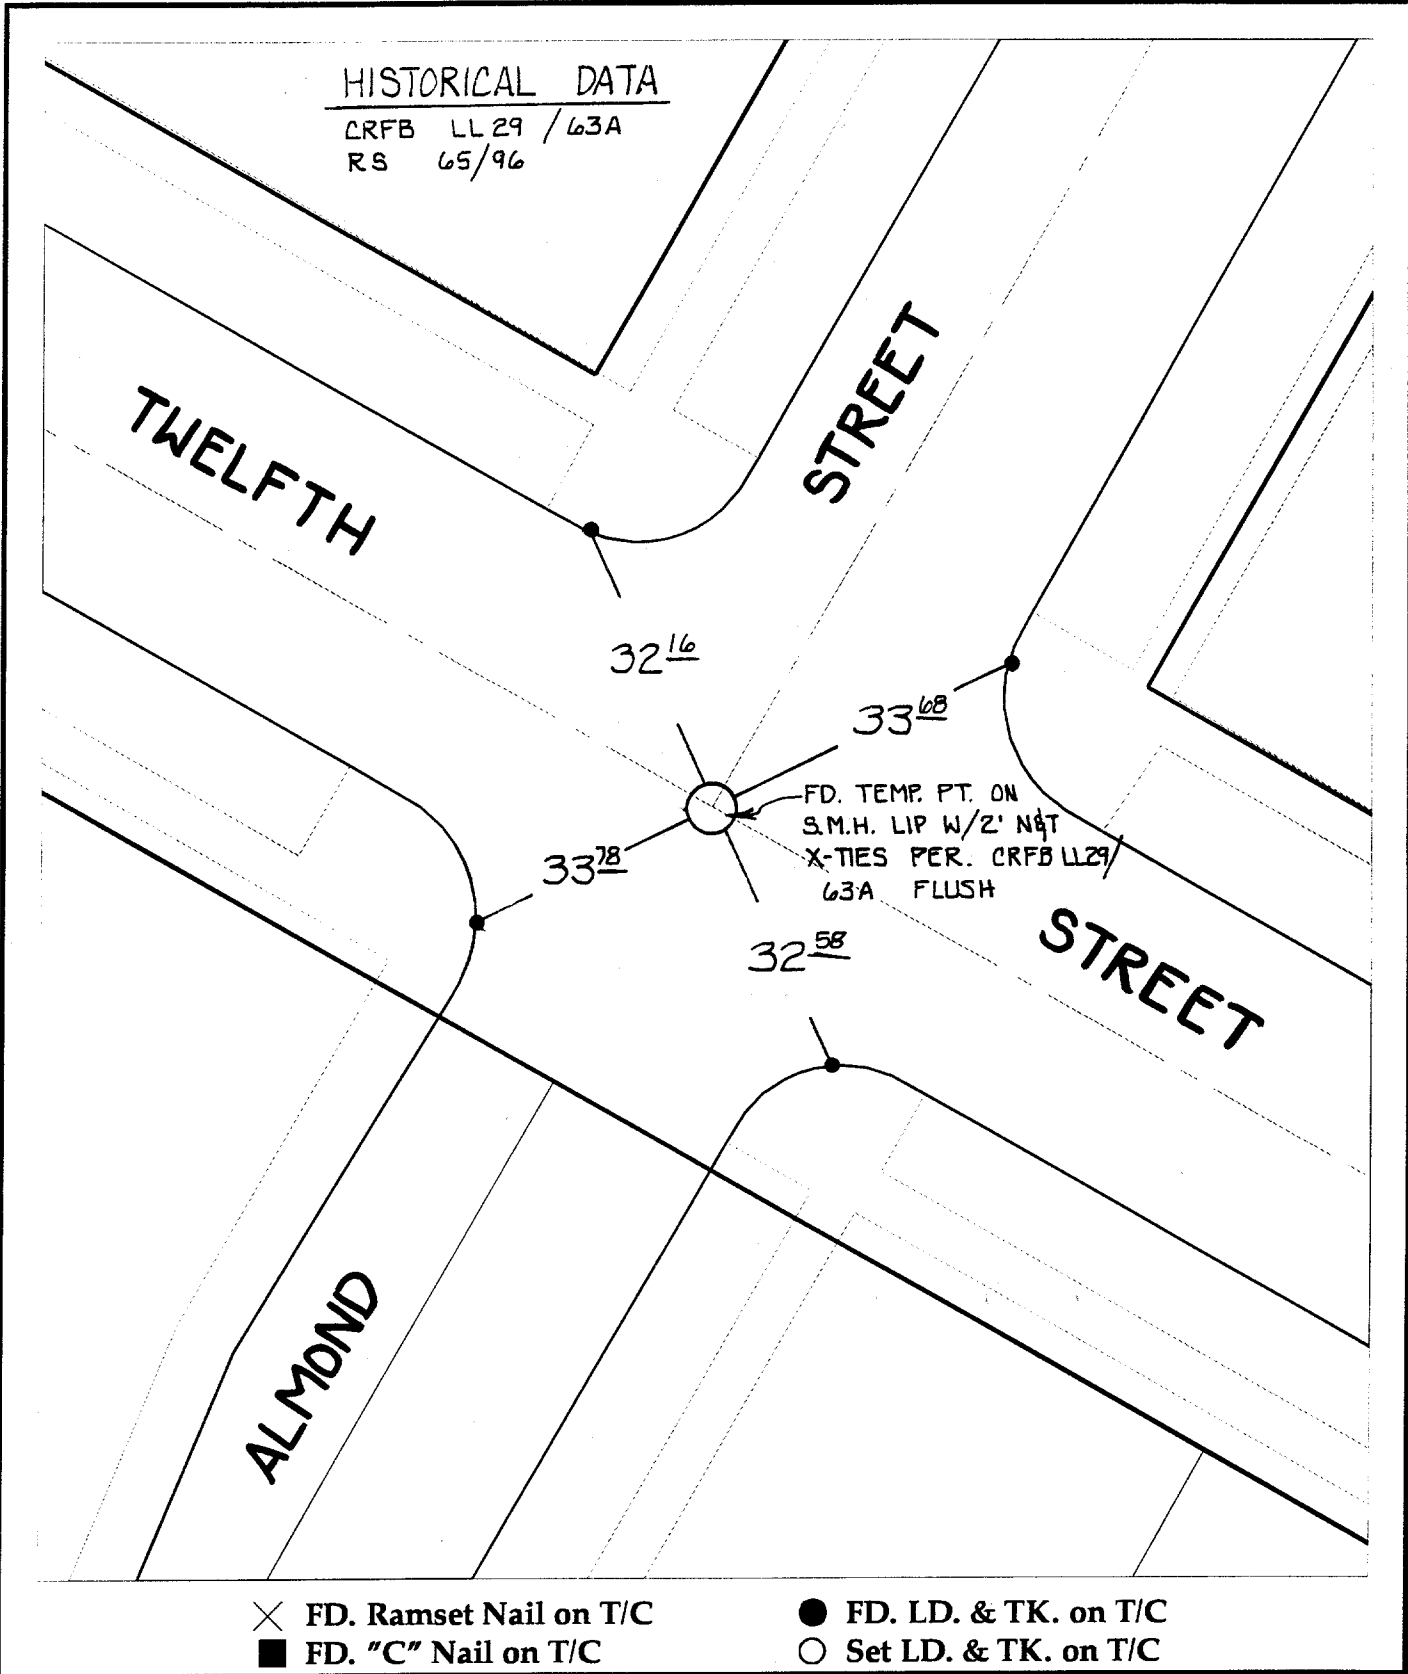 HISTORICAL DATA
CRFB LL 29 / 63A
RS 65/96
TWELFTH
STREET
32 16
33 68
FD. TEMP. PT. ON
S.M.H. LIP W/2' N&T
X-TIES PER. CRFB LL29/
63A FLUSH
33 78
32 58
STREET
ALMOND
FD. Ramset Nail on T/C
FD. LD. & TK. on T/C
FD. "C" Nail on T/C
Set LD. & TK. on T/C